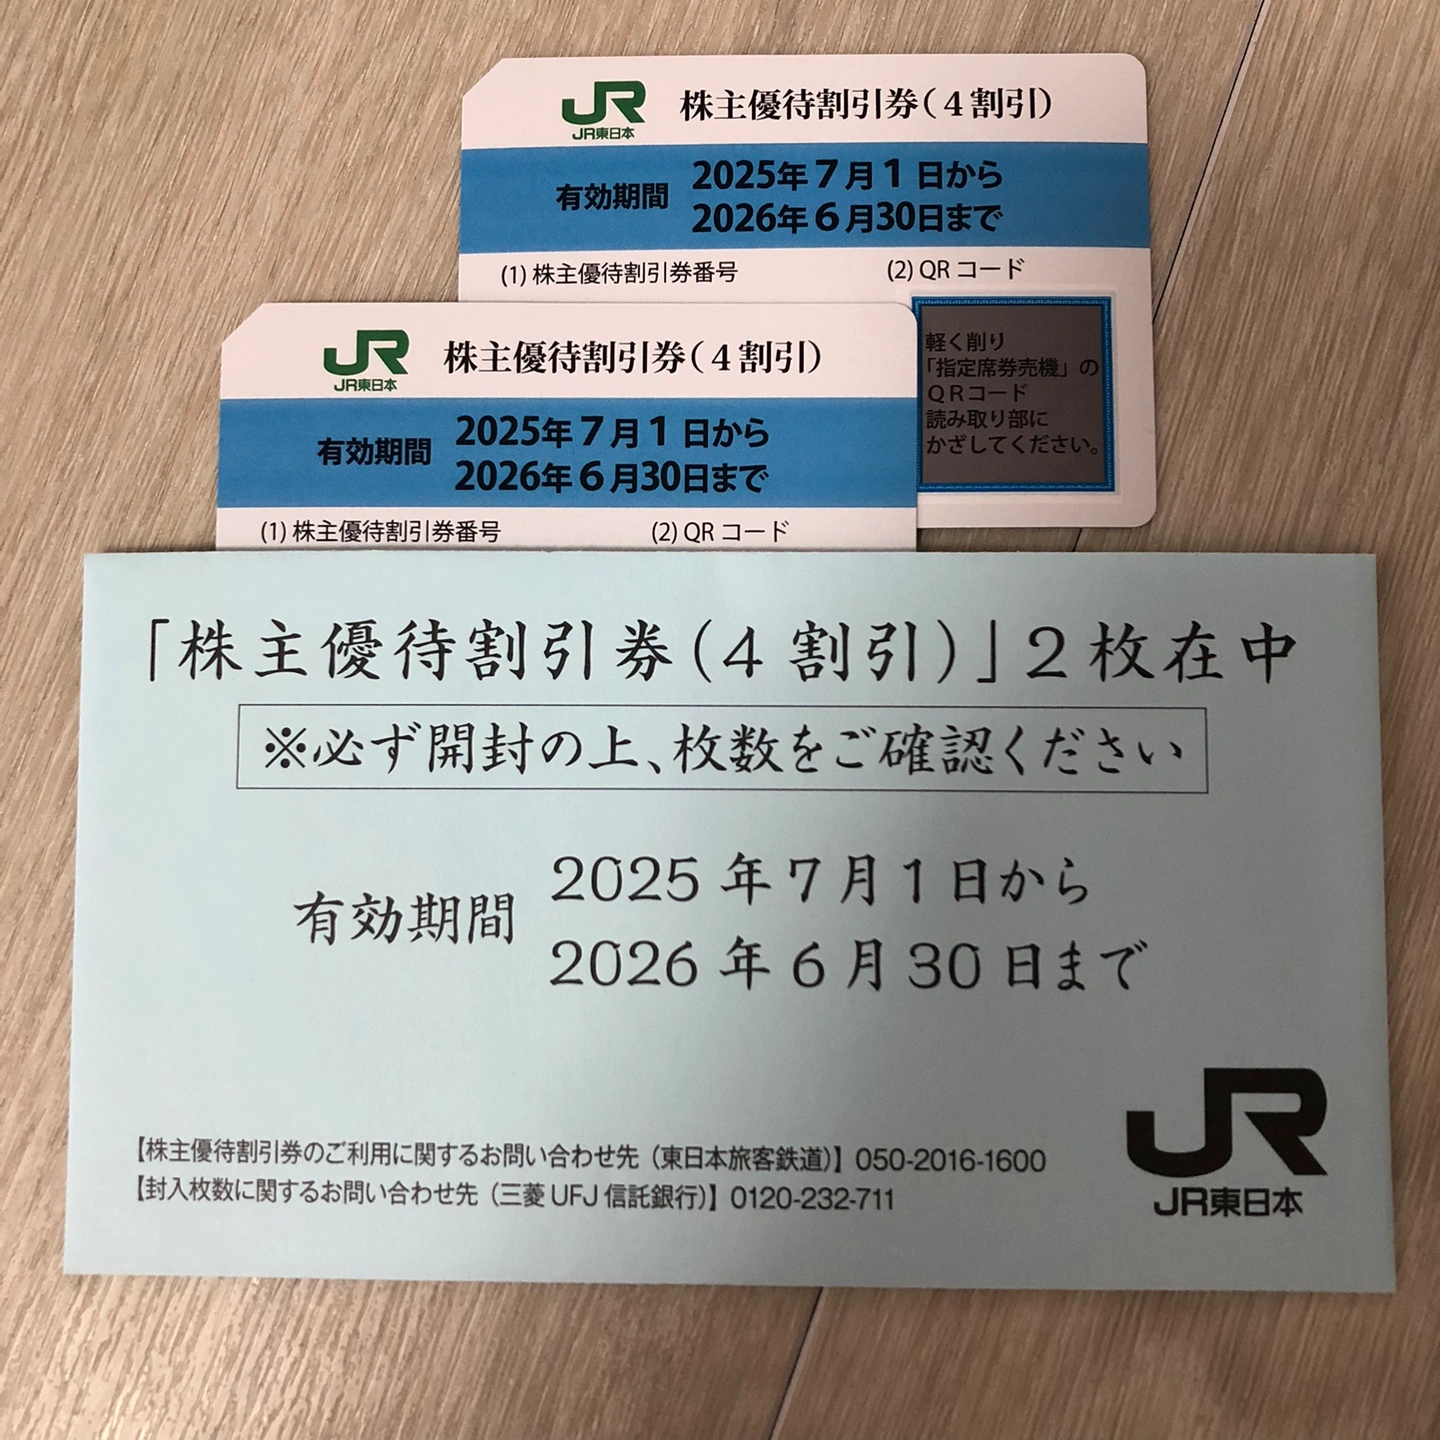 JR
JR東日本
株主優待割引券(４割引)
有効期間
2025年７月１日から
2026年６月30日まで
(1) 株主優待割引券番号
(2) QR コード
軽く削り
「指定席券売機」の
ＱＲコード
読み取り部に
かざしてください。
JR
JR東日本
株主優待割引券(４割引)
有効期間
2025年７月１日から
2026年６月30日まで
(1) 株主優待割引券番号
(2) QR コード
「株主優待割引券(４割引)」２枚在中
※必ず開封の上、枚数をご確認ください
有効期間
2025年７月１日から
2026年６月30日まで
【株主優待割引券のご利用に関するお問い合わせ先（東日本旅客鉄道）】050-2016-1600
【封入枚数に関するお問い合わせ先（三菱UFJ信託銀行）】0120-232-711
JR
JR東日本